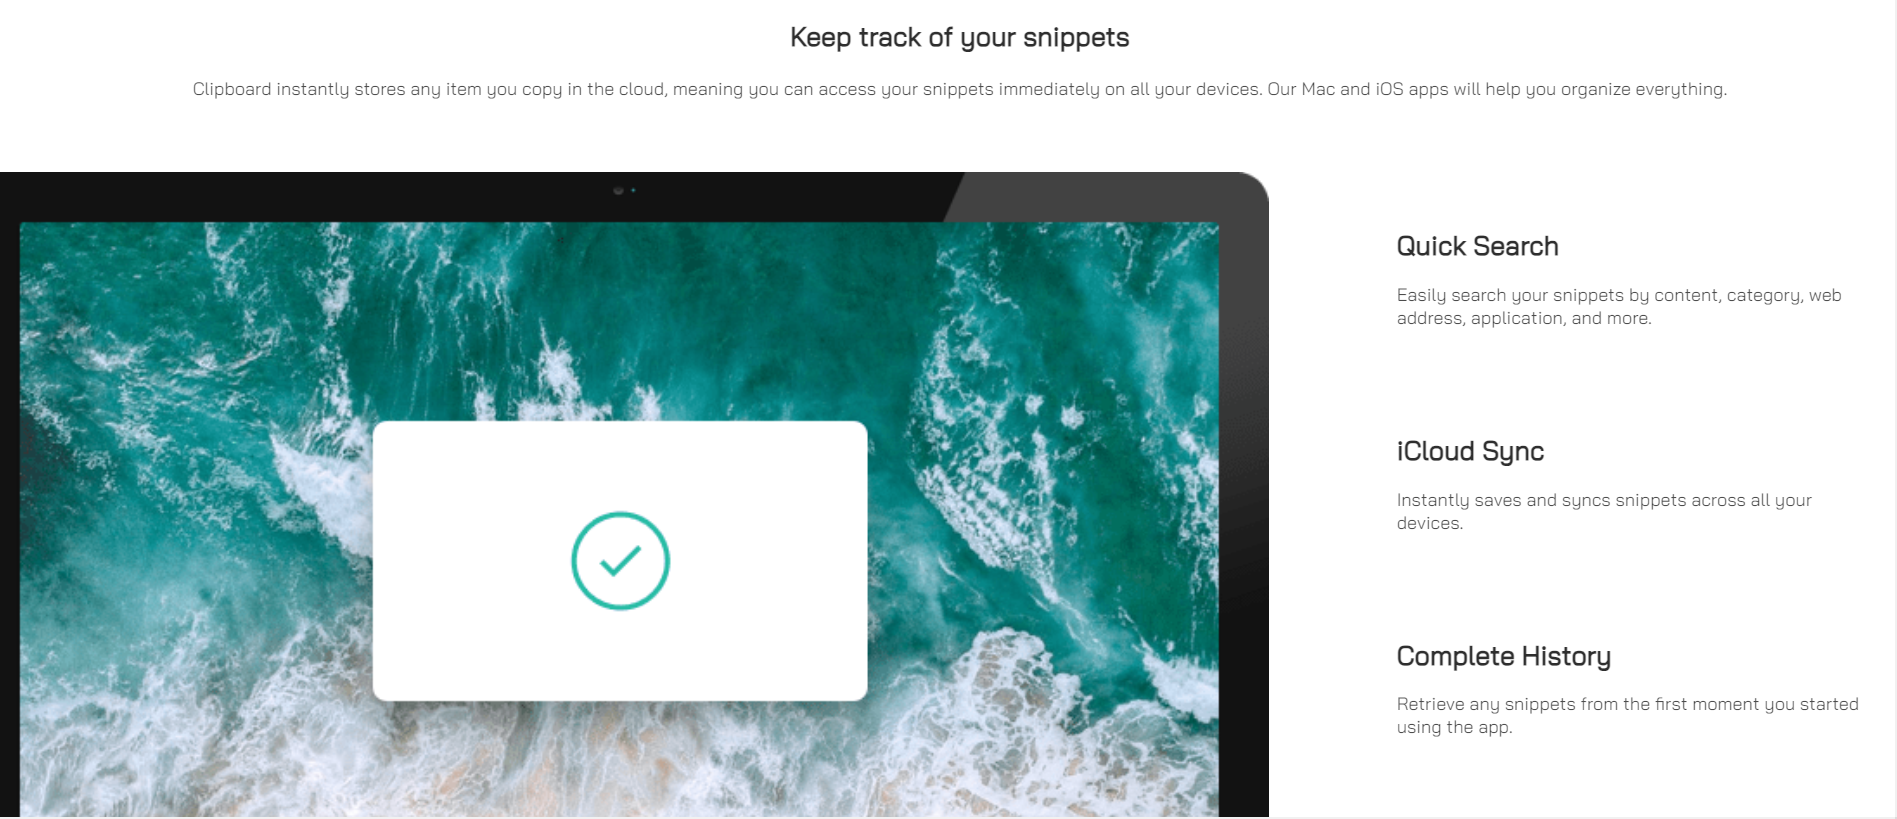 Keep track of your snippets
Clipboard instantly stores any item you copy in the cloud, meaning you can access your snippets immediately on all your devices. Our Mac and iOS apps will help you organize everything.
Quick Search
Easily search your snippets by content, category, web
address, application, and more.
iCloud Sync
Instantly saves and syncs snippets across all your
devices.
Complete History
Retrieve any snippets from the first moment you started
using the app.